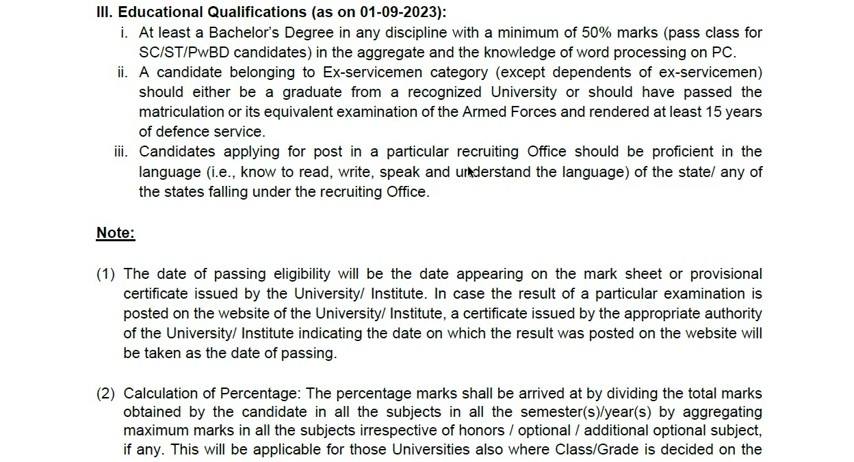 III. Educational Qualifications (as on 01-09-2023):
i. At least a Bachelor's Degree in any discipline with a minimum of 50% marks (pass class for
SC/ST/PwBD candidates) in the aggregate and the knowledge of word processing on PC.
ii. A candidate belonging to Ex-servicemen category (except dependents of ex-servicemen)
should either be a graduate from a recognized University or should have passed the
matriculation or its equivalent examination of the Armed Forces and rendered at least 15 years
of defence service.
iii. Candidates applying for post in a particular recruiting Office should be proficient in the
language (i.e., know to read, write, speak and understand the language) of the state/ any of
the states falling under the recruiting Office.
Note:
(1) The date of passing eligibility will be the date appearing on the mark sheet or provisional
certificate issued by the University/ Institute. In case the result of a particular examination is
posted on the website of the University/ Institute, a certificate issued by the appropriate authority
of the University/ Institute indicating the date on which the result was posted on the website will
be taken as the date of passing.
(2) Calculation of Percentage: The percentage marks shall be arrived at by dividing the total marks
obtained by the candidate in all the subjects in all the semester(s)/year(s) by aggregating
maximum marks in all the subjects irrespective of honors / optional / additional optional subject,
if any. This will be applicable for those Universities also where Class/Grade is decided on the